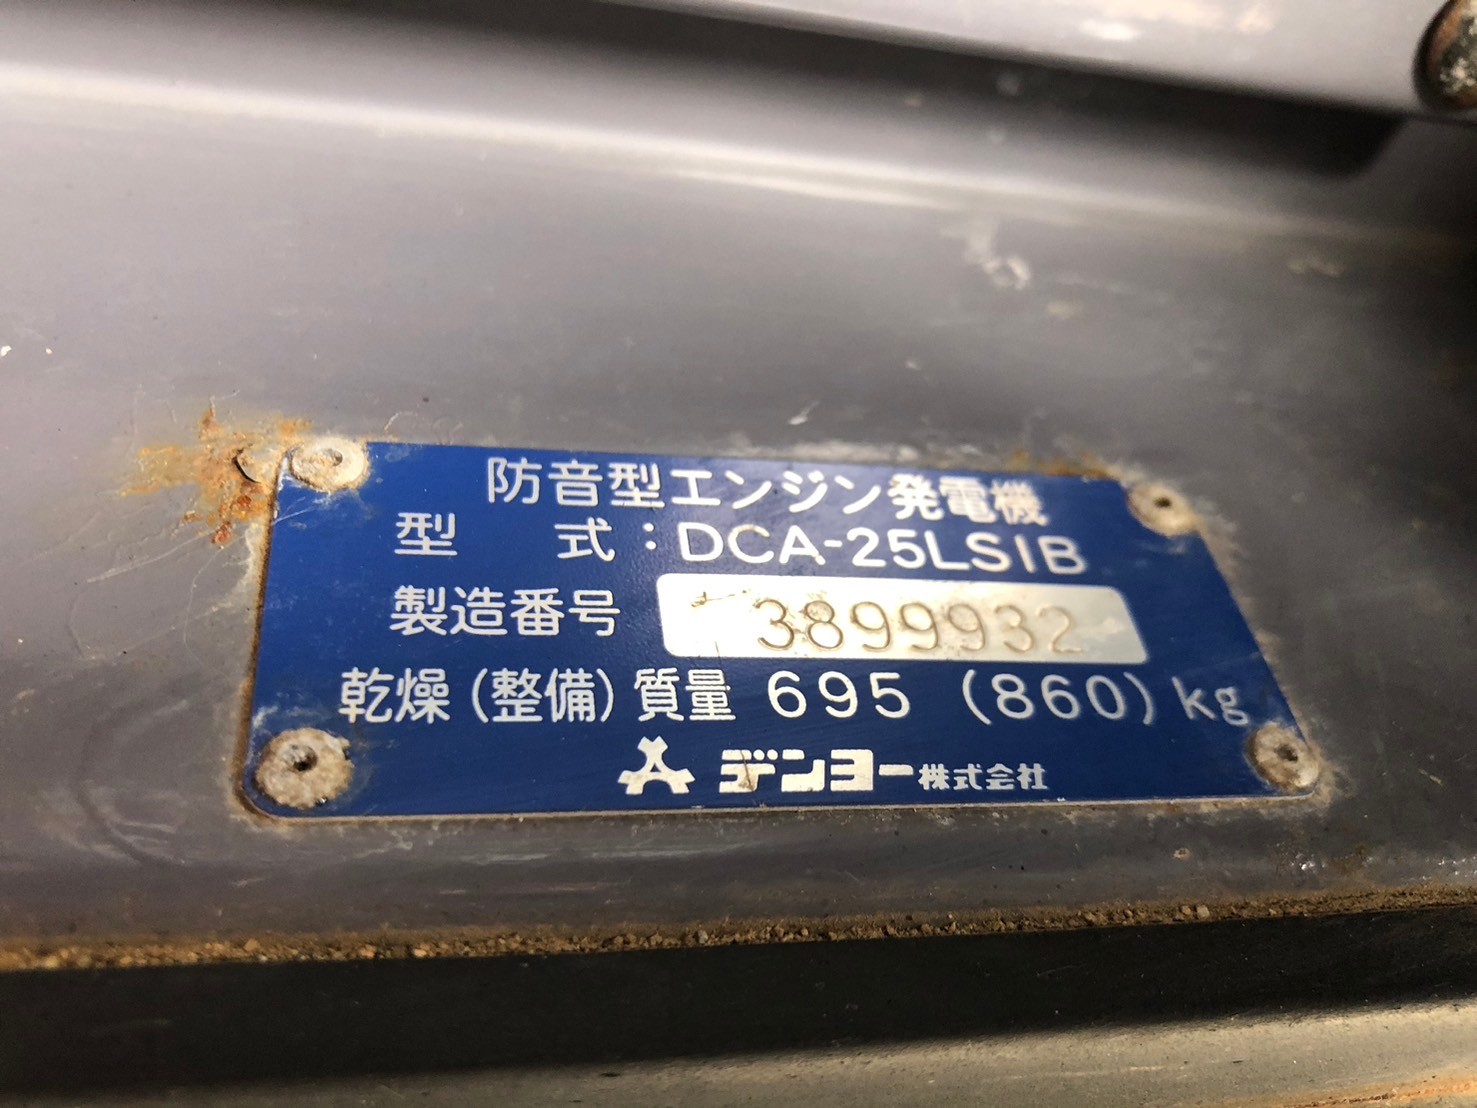 防音型エンジン発電機
型 式：DCA-25LSIB
製造番号 3899932
乾燥(整備)質量 695 (860) kg
デンヨー株式会社